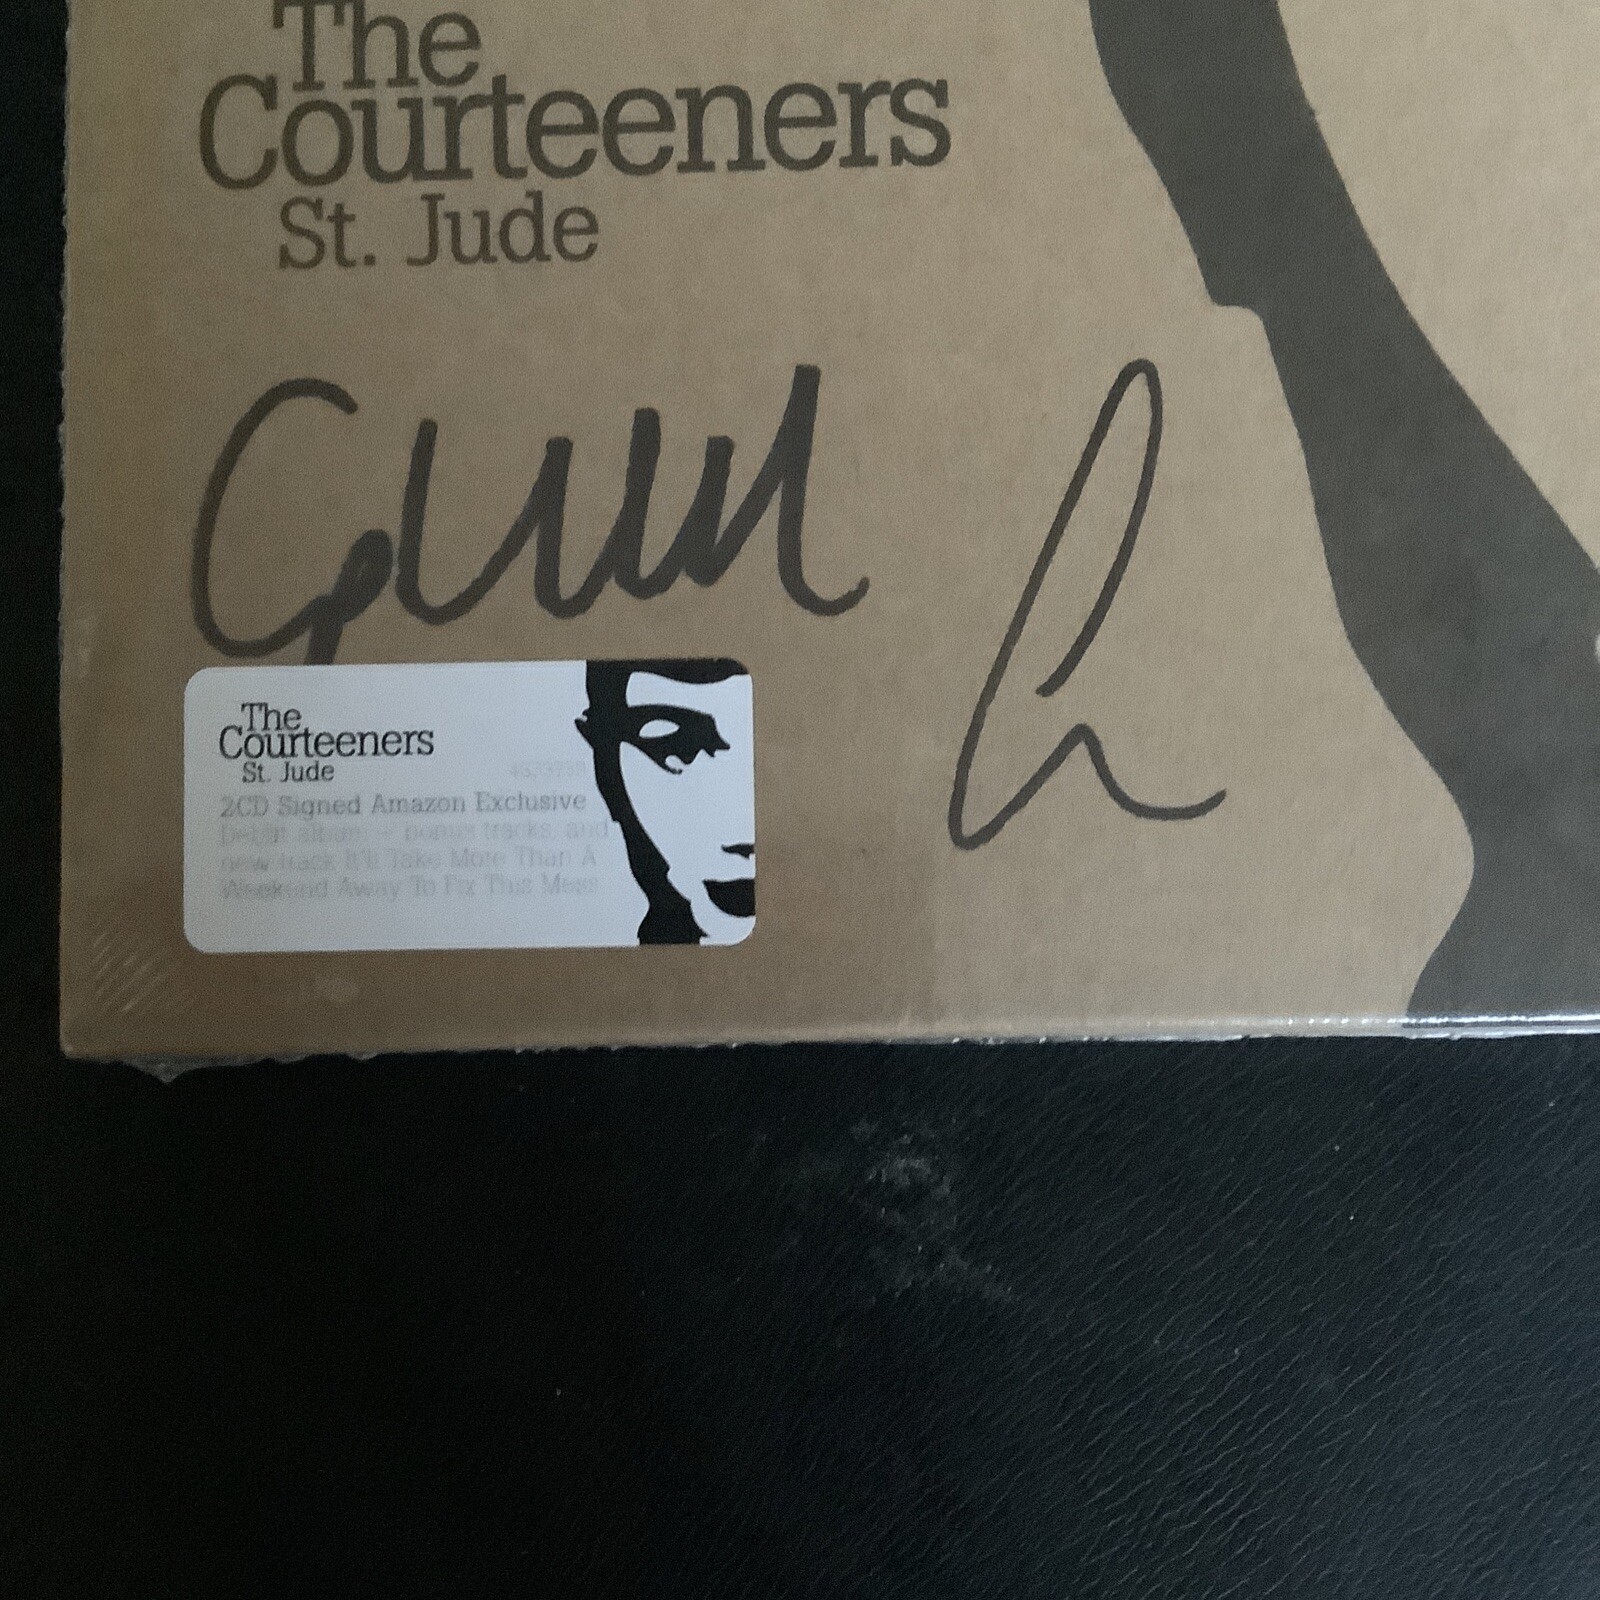 The
Courteeners
St. Jude
The
Courteeners
St. Jude
2CD Signed Amazon Exclusive
Debut album + bonus tracks, and
new track It'll Take More Than A
Weekend Away To Fix This Mess